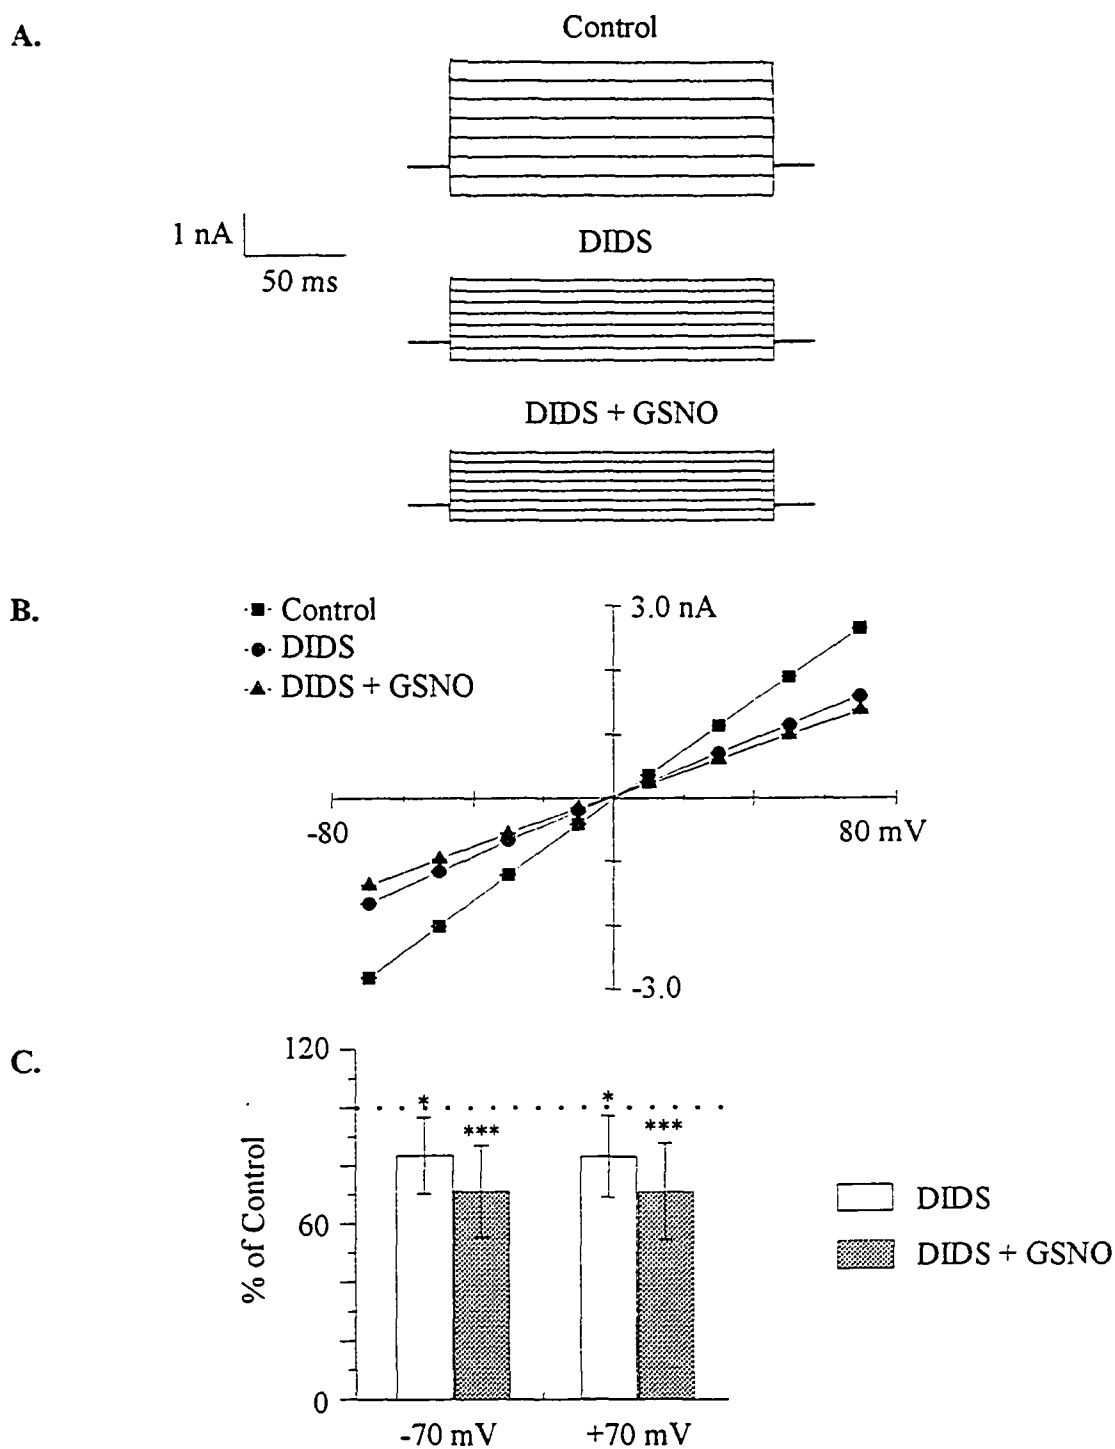 A.
Control
1 nA
50 ms
DIDS
DIDS + GSNO
B.
Control
DIDS
DIDS + GSNO
3.0 nA
-80
80 mV
-3.0
C.
120
60
0
% of Control
*
***
*
***
-70 mV
+70 mV
DIDS
DIDS + GSNO